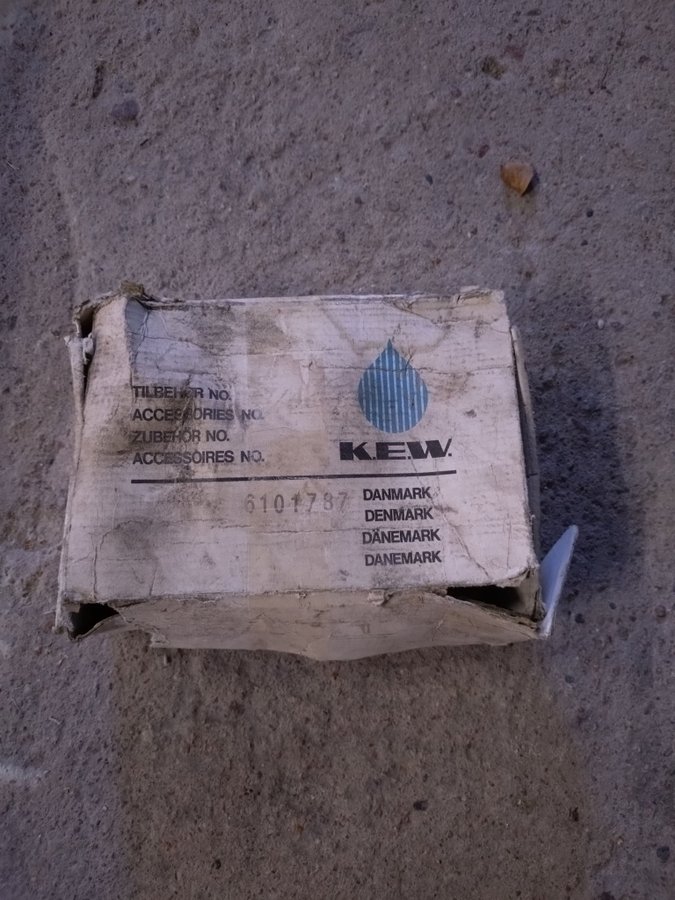 TILBEHØR NO.
ACCESSORIES NO.
ZUBEHÖR NO.
ACCESSOIRES NO.
K.E.W.
6101787
DANMARK
DENMARK
DÄNEMARK
DANEMARK